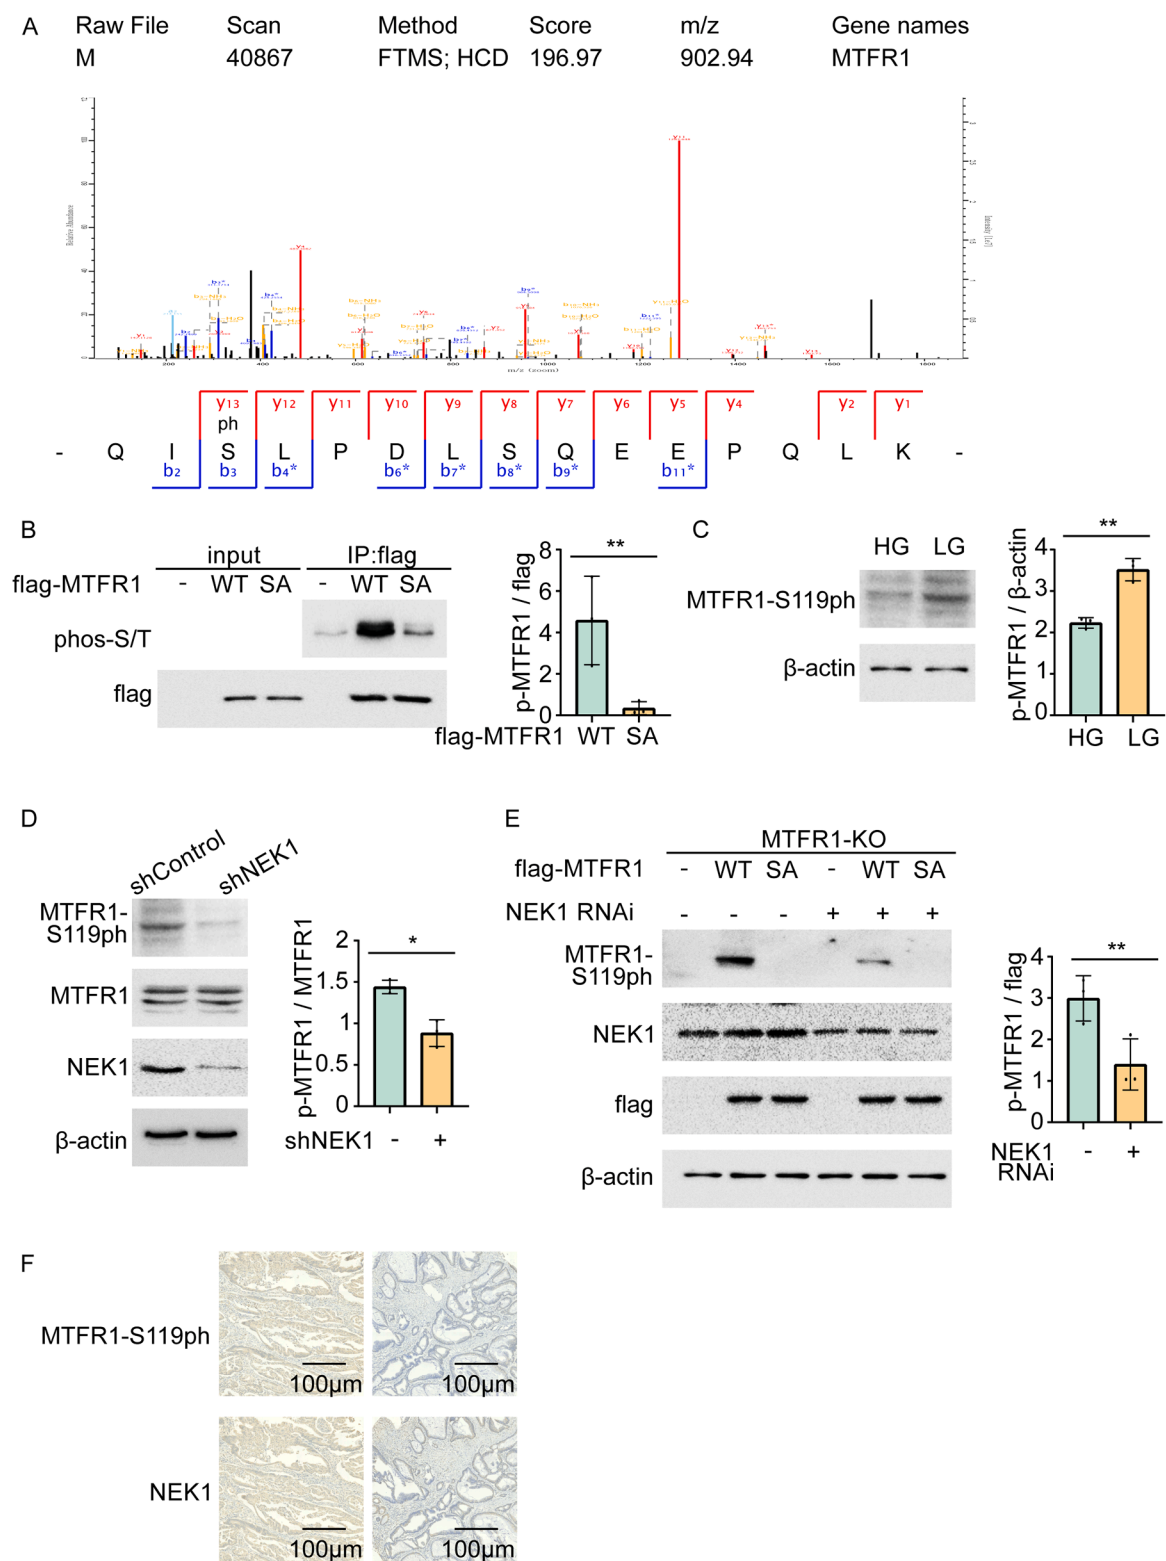 A
Raw File Scan Method Score m/z Gene names
M 40867 FTMS; HCD 196.97 902.94 MTFR1
Relative Abundance
m/z (zoom)
y13 y12 y11 y10 y9 y8 y7 y6 y5 y4 y2 y1
ph
- Q I S L P D L S Q E E P Q L K -
b2 b3 b4* b6* b7* b8* b9* b11*
B
input IP:flag
flag-MTFR1 - WT SA - WT SA
phos-S/T
flag
p-MTFR1 / flag
8
6
4
2
0
**
flag-MTFR1 WT SA
C
HG LG
MTFR1-S119ph
β-actin
p-MTFR1 / β-actin
4
3
2
1
0
**
HG LG
D
shControl shNEK1
MTFR1-
S119ph
MTFR1
NEK1
β-actin
p-MTFR1 / MTFR1
2
1.5
1
0.5
0
*
shNEK1 - +
E
MTFR1-KO
flag-MTFR1 - WT SA - WT SA
NEK1 RNAi - - - + + +
MTFR1-
S119ph
NEK1
flag
β-actin
p-MTFR1 / flag
4
3
2
1
0
**
NEK1 - +
RNAi
F
MTFR1-S119ph
100μm 100μm
NEK1
100μm 100μm